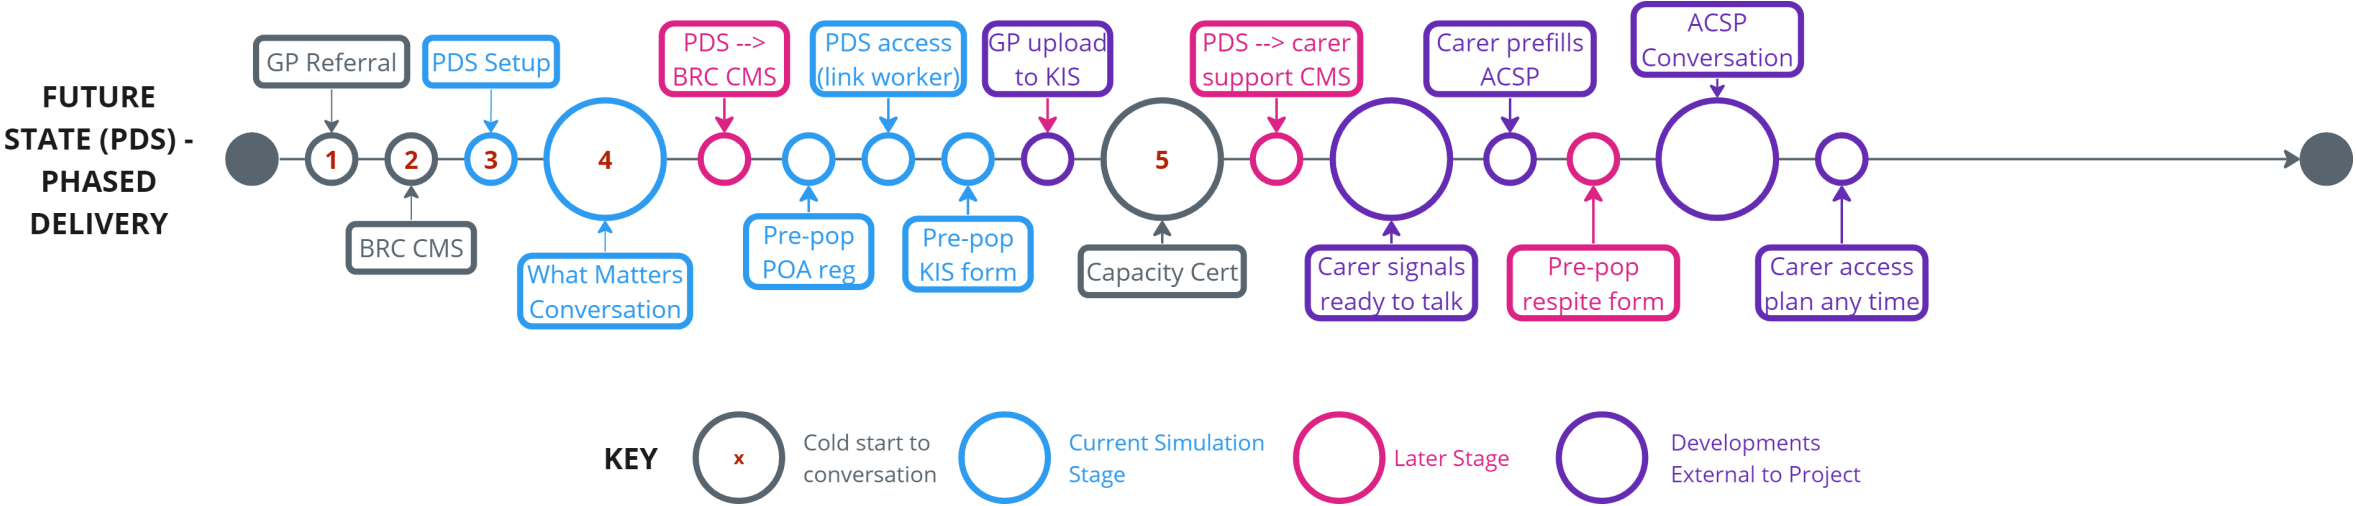 FUTURE
STATE (PDS) -
PHASED
DELIVERY
GP Referral
PDS Setup
PDS -->
BRC CMS
PDS access
(link worker)
GP upload
to KIS
PDS --> carer
support CMS
Carer prefills
ACSP
ACSP
Conversation
1
2
3
4
5
BRC CMS
What Matters
Conversation
Pre-pop
POA reg
Pre-pop
KIS form
Capacity Cert
Carer signals
ready to talk
Pre-pop
respite form
Carer access
plan any time
KEY
x
Cold start to
conversation
Current Simulation
Stage
Later Stage
Developments
External to Project